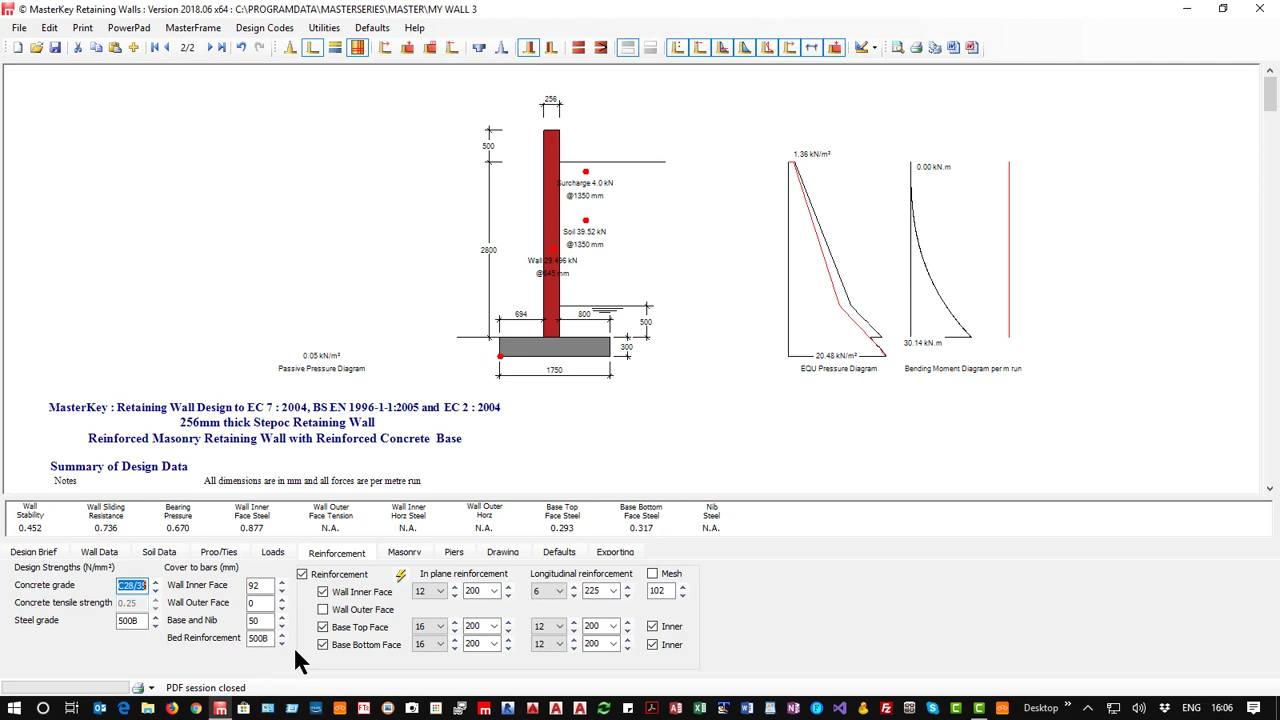 MasterKey Retaining Walls : Version 2018.06 x64 : C:\PROGRAMDATA\MASTERSERIES\MASTER\MY WALL 3
File Edit Print PowerPad MasterFrame Design Codes Utilities Defaults Help
2/2
256
500
Surcharge 4.0 kN
@1350 mm
Soil 39.52 kN
@1350 mm
2800
Wall 29.496 kN
@645 mm
694 800
500
300
1750
0.05 kN/m²
Passive Pressure Diagram
1.36 kN/m²
20.48 kN/m²
EQU Pressure Diagram
0.00 kN.m
30.14 kN.m
Bending Moment Diagram per m run
MasterKey : Retaining Wall Design to EC 7 : 2004, BS EN 1996-1-1:2005 and EC 2 : 2004
256mm thick Stepoc Retaining Wall
Reinforced Masonry Retaining Wall with Reinforced Concrete Base
Summary of Design Data
Notes All dimensions are in mm and all forces are per metre run
Wall Stability 0.452
Wall Sliding Resistance 0.736
Bearing Pressure 0.670
Wall Inner Face Steel 0.877
Wall Outer Face Tension N.A.
Wall Inner Horz Steel N.A.
Wall Outer Horz N.A.
Base Top Face Steel 0.293
Base Bottom Face Steel 0.317
Nib Steel N.A.
Design Brief Wall Data Soil Data Prop/Ties Loads Reinforcement Masonry Piers Drawing Defaults Exporting
Design Strengths (N/mm²) Cover to bars (mm)
Concrete grade C28/35 Wall Inner Face 92
Concrete tensile strength 0.25 Wall Outer Face 0
Steel grade 500B Base and Nib 50
Bed Reinforcement 500B
Reinforcement In plane reinforcement Longitudinal reinforcement Mesh
Wall Inner Face 12 200 6 225 102
Wall Outer Face
Base Top Face 16 200 12 200 Inner
Base Bottom Face 16 200 12 200 Inner
PDF session closed
Desktop » ENG 16:06